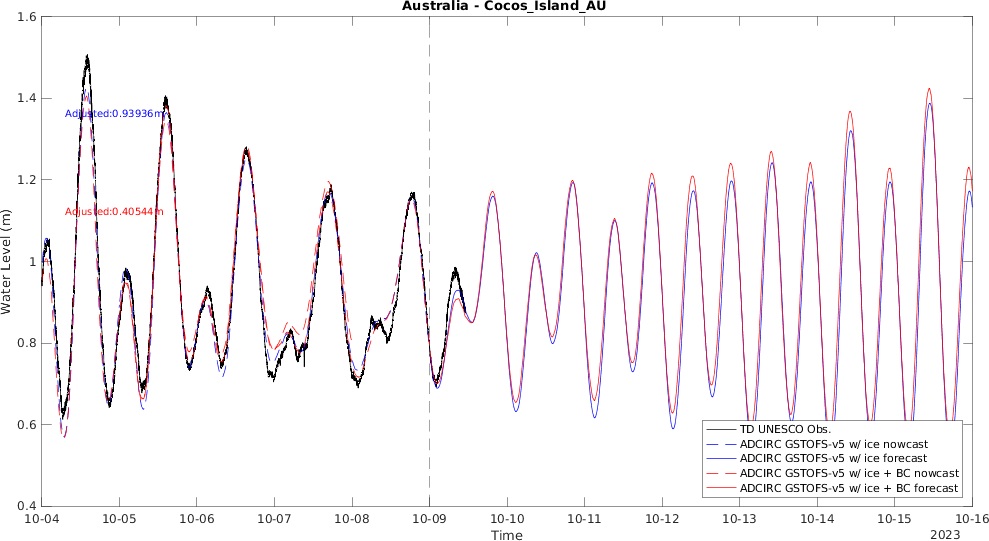 Australia - Cocos_Island_AU
Water Level (m)
1.6
1.4
1.2
1
0.8
0.6
0.4
Adjusted:0.93936m
Adjusted:0.40544m
TD UNESCO Obs.
ADCIRC GSTOFS-v5 w/ ice nowcast
ADCIRC GSTOFS-v5 w/ ice forecast
ADCIRC GSTOFS-v5 w/ ice + BC nowcast
ADCIRC GSTOFS-v5 w/ ice + BC forecast
10-04 10-05 10-06 10-07 10-08 10-09 10-10 10-11 10-12 10-13 10-14 10-15 10-16
Time
2023